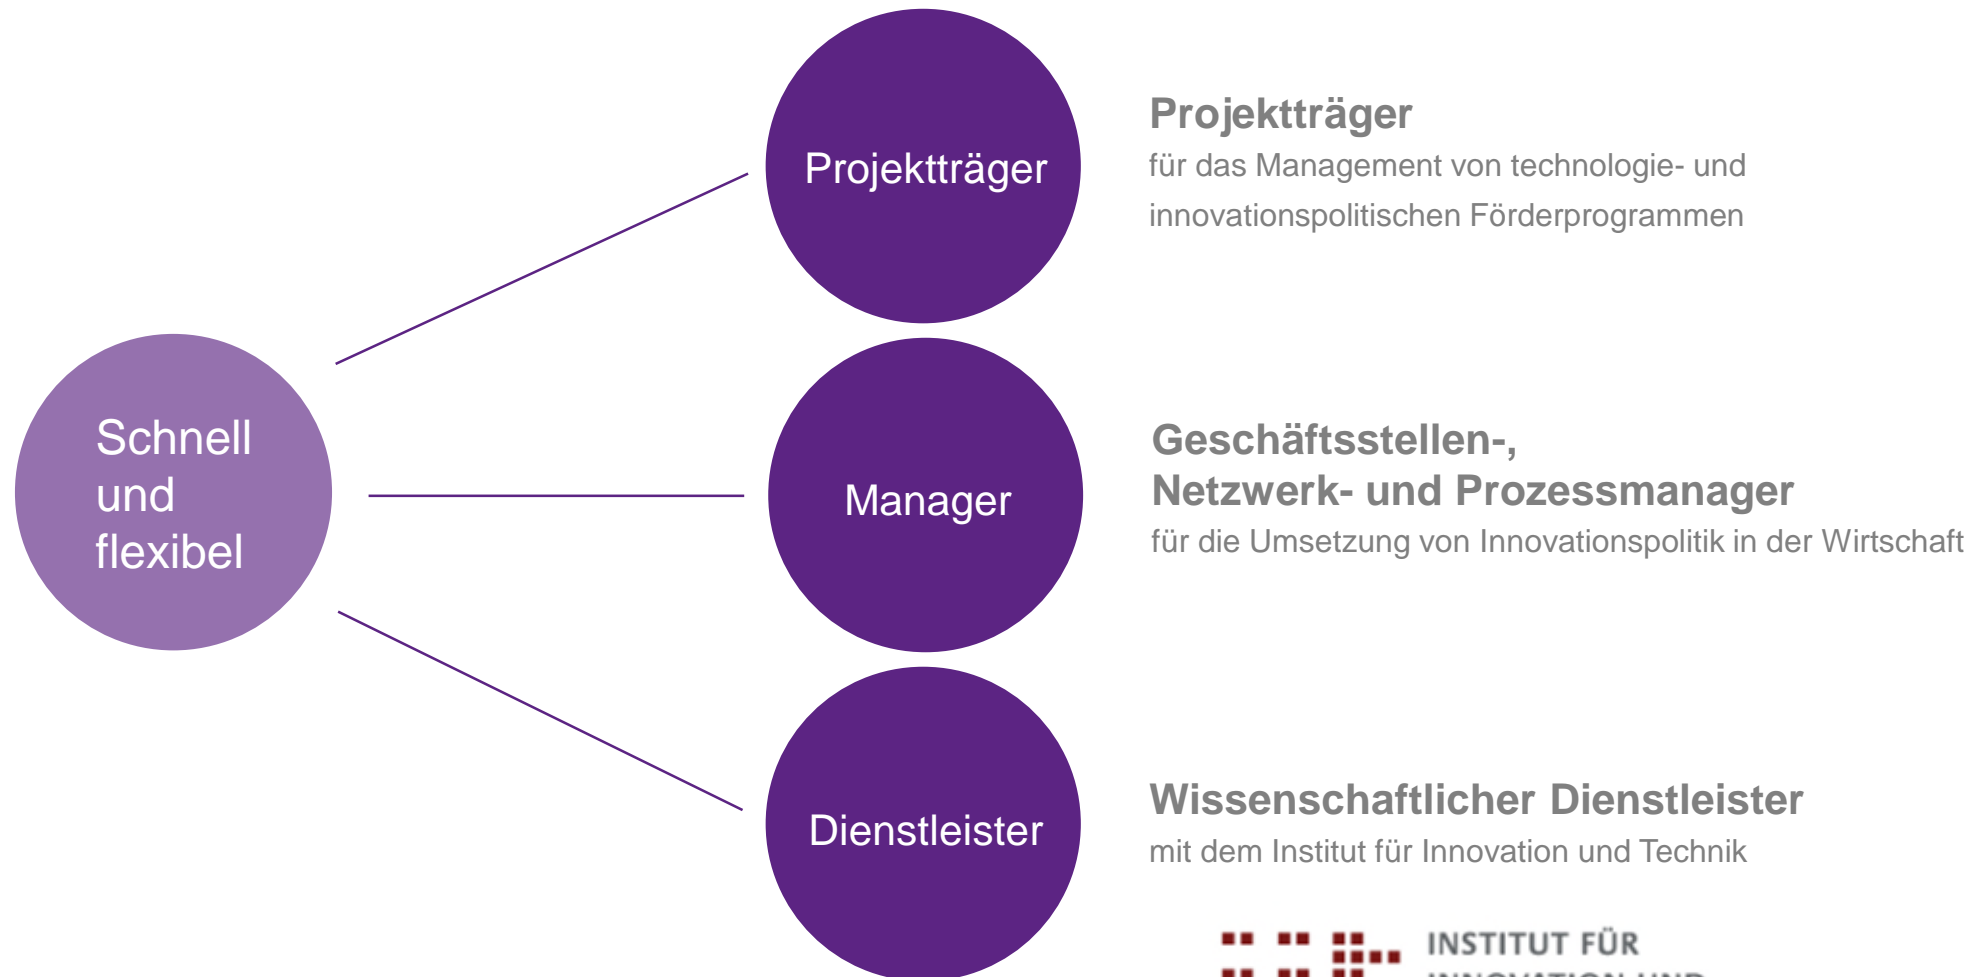 Schnell
und
flexibel
Projektträger
Projektträger
für das Management von technologie- und
innovationspolitischen Förderprogrammen
Manager
Geschäftsstellen-,
Netzwerk- und Prozessmanager
für die Umsetzung von Innovationspolitik in der Wirtschaft
Dienstleister
Wissenschaftlicher Dienstleister
mit dem Institut für Innovation und Technik
INSTITUT FÜR
INNOVATION UND